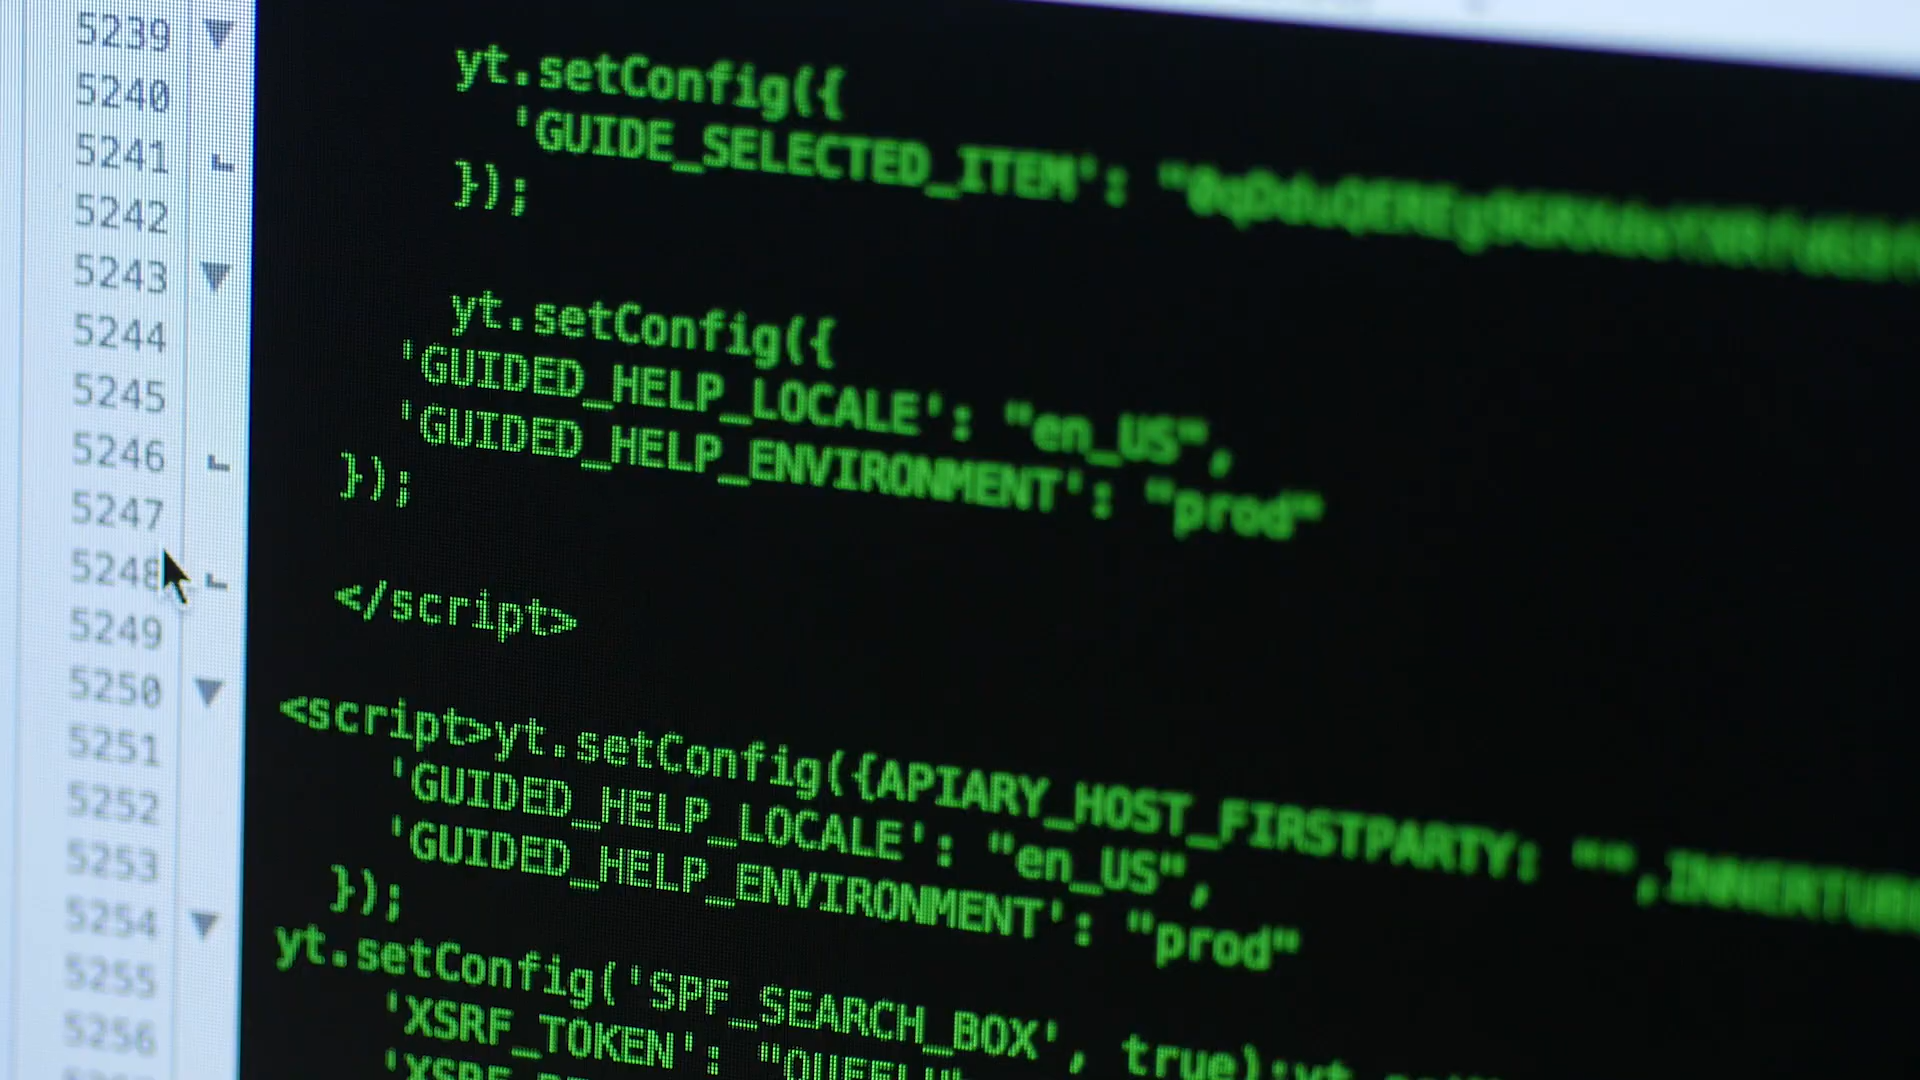 5239
yt.setConfig({
5240
'GUIDE_SELECTED_ITEM':
5241
});
5242
5243
yt.setConfig({
5244
'GUIDED_HELP_LOCALE': "en_US",
5245
'GUIDED_HELP_ENVIRONMENT': "prod"
5246
});
5247
5248
</script>
5249
5250
<script>yt.setConfig({APIARY_HOST_FIRSTPARTY: "",
5251
'GUIDED_HELP_LOCALE': "en_US",
5252
'GUIDED_HELP_ENVIRONMENT': "prod"
5253
});
5254
yt.setConfig('SPF_SEARCH_BOX', true);
5255
'XSRF_TOKEN':
5256